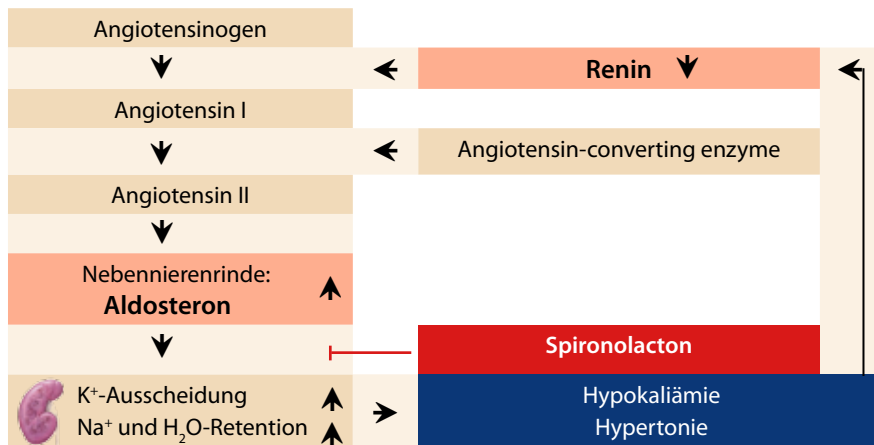 Angiotensinogen
Renin
Angiotensin I
Angiotensin-converting enzyme
Angiotensin II
Nebennierenrinde:
Aldosteron
Spironolacton
K⁺-Ausscheidung
Na⁺ und H₂O-Retention
Hypokaliämie
Hypertonie